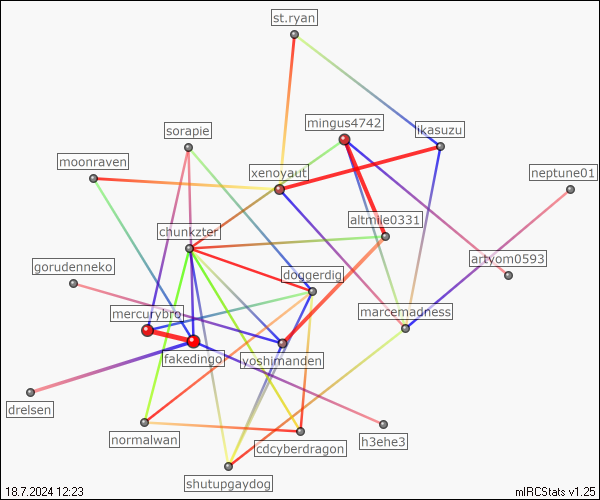 st.ryan
mingus4742
ikasuzu
sorapie
moonraven
xenoyaut
neptune01
altmile0331
chunkzter
artyom0593
gorudenneko
doggerdig
mercurybro
marcemadness
fakedingo
yoshimanden
drelsen
normalwan
h3ehe3
cdcyberdragon
shutupgaydog
18.7.2024 12:23
mIRCStats v1.25